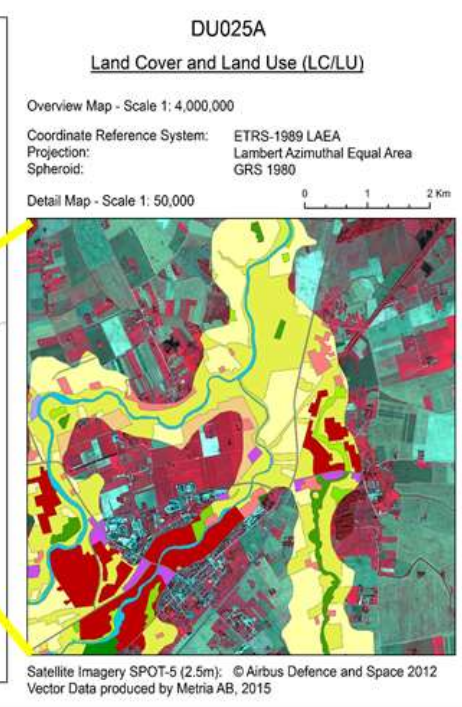 DU025A
Land Cover and Land Use (LC/LU)
Overview Map - Scale 1: 4,000,000
Coordinate Reference System: ETRS-1989 LAEA
Projection: Lambert Azimuthal Equal Area
Spheroid: GRS 1980
Detail Map - Scale 1: 50,000
0 1 2 Km
Satellite Imagery SPOT-5 (2.5m): © Airbus Defence and Space 2012
Vector Data produced by Metria AB, 2015